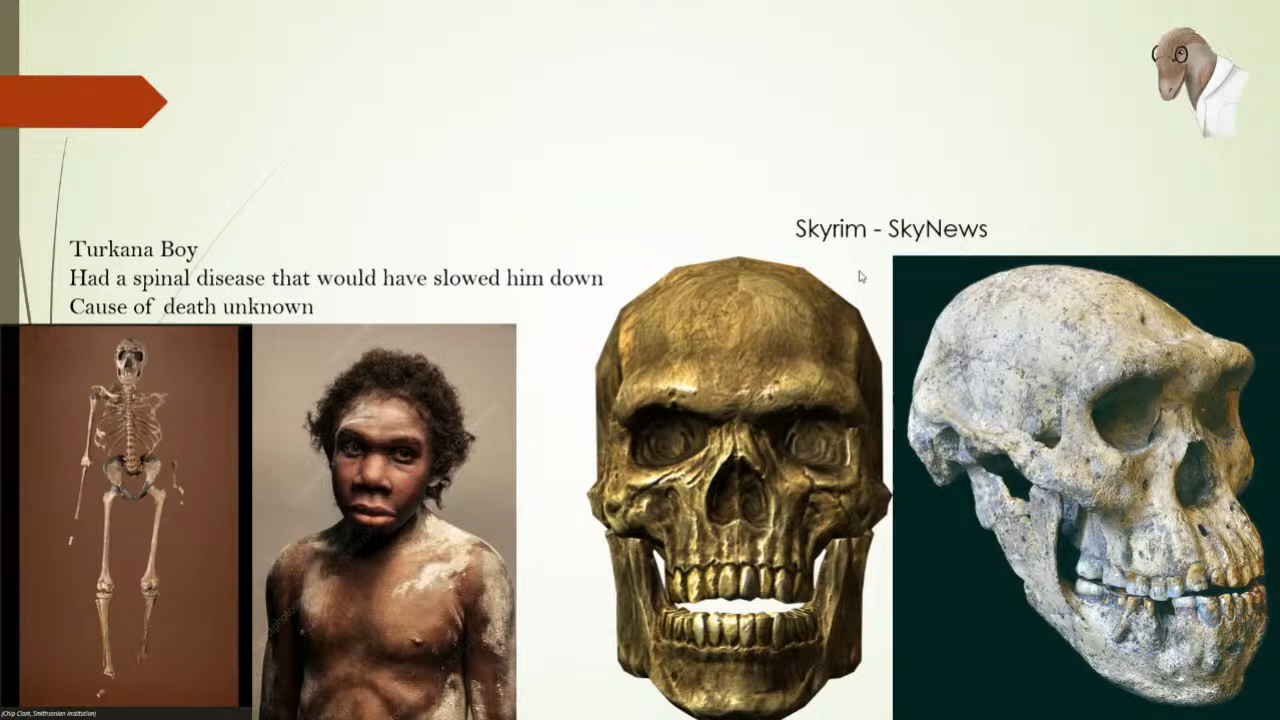 Skyrim - SkyNews
Turkana Boy
Had a spinal disease that would have slowed him down
Cause of death unknown
(Chip Clark, Smithsonian Institution)